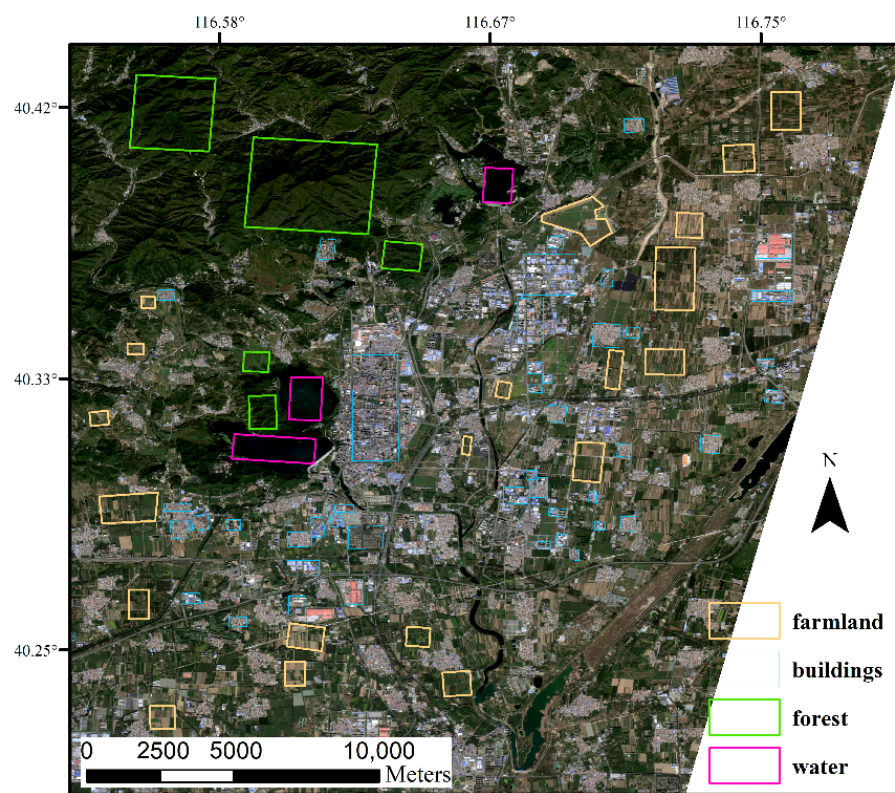 116.58° 116.67° 116.75°
40.42°
40.33°
40.25°
N
farmland
buildings
forest
water
0 2500 5000 10,000
Meters